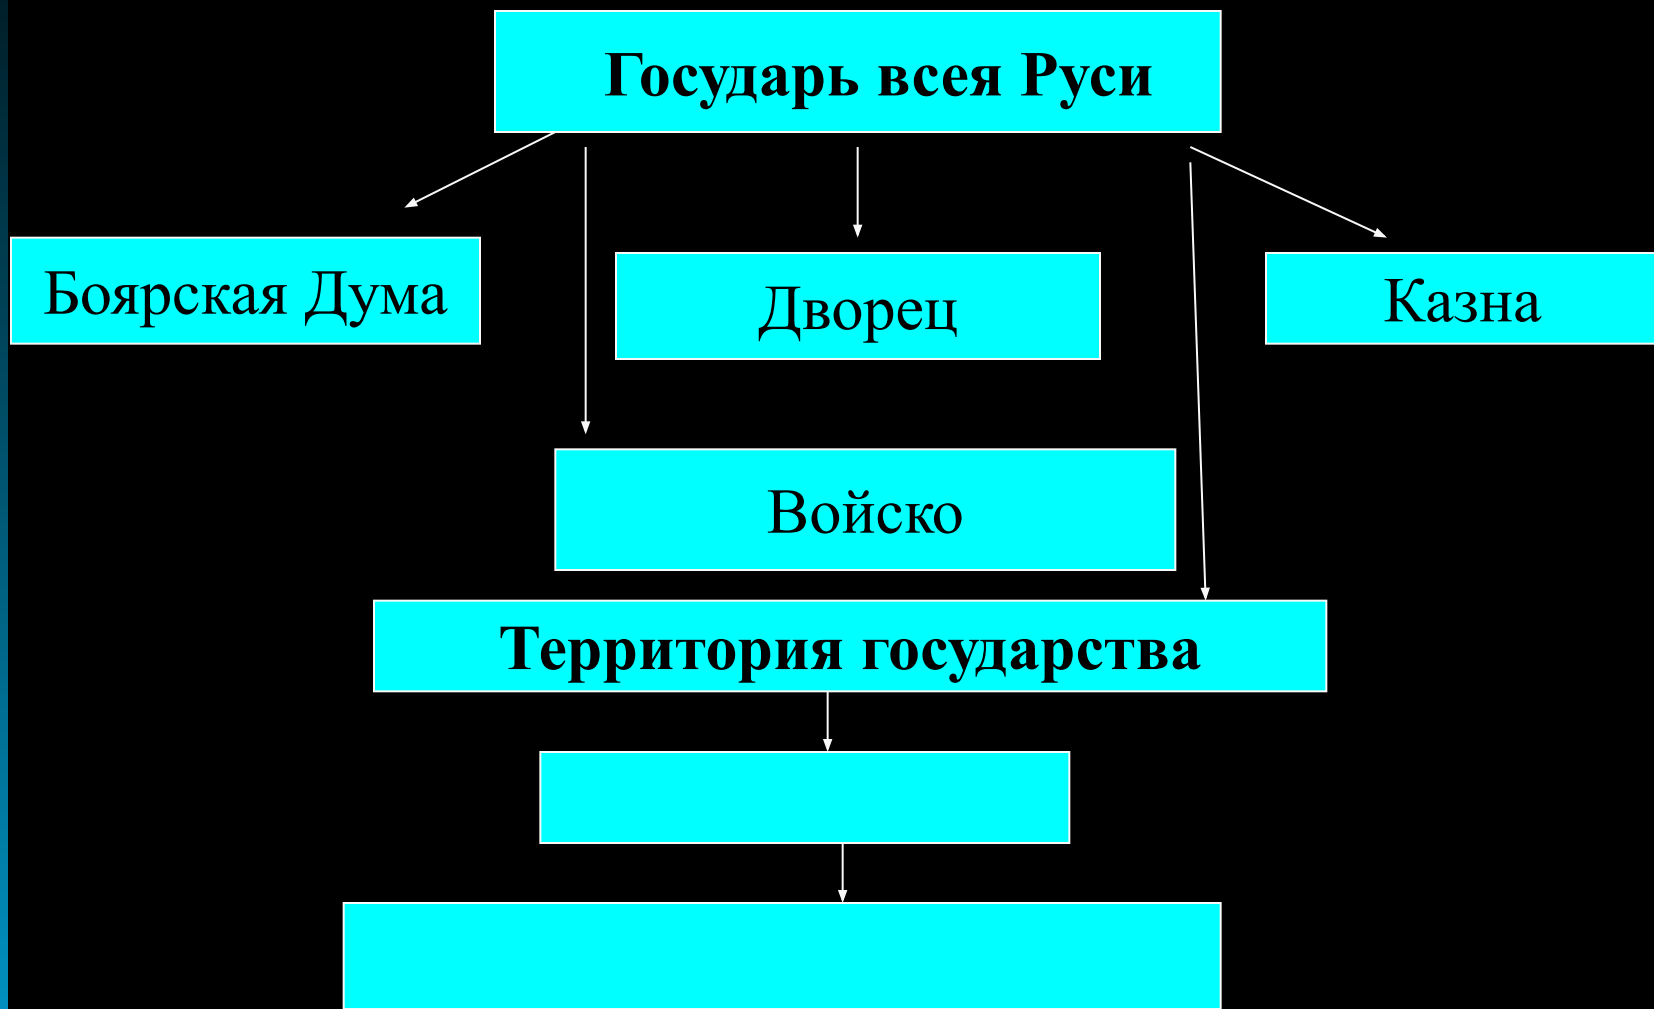 Государь всея Руси
Боярская Дума
Дворец
Казна
Войско
Территория государства